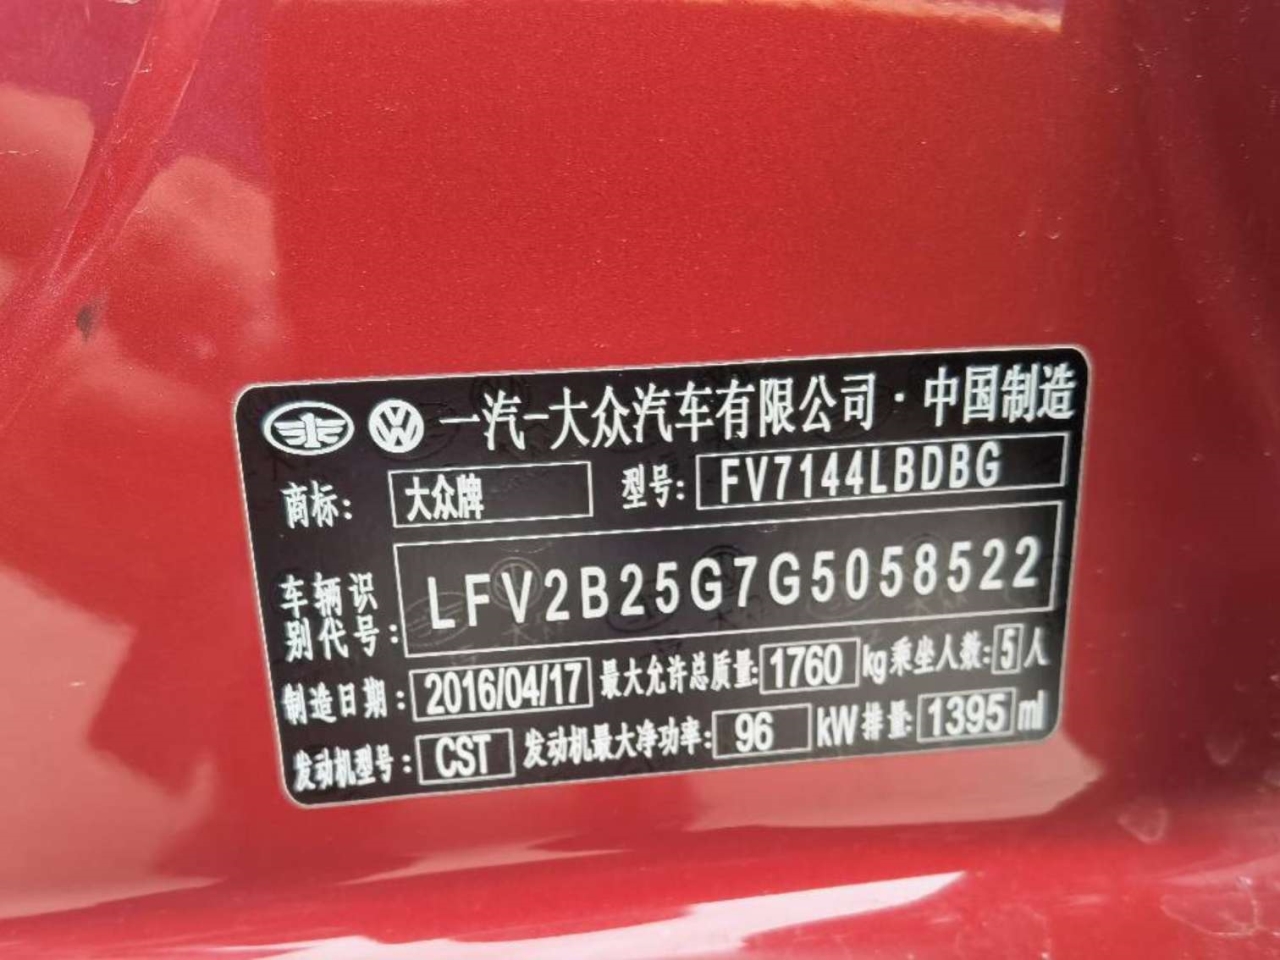 一汽-大众汽车有限公司·中国制造
商标: 大众牌 型号: FV7144LBDBG
车辆识别代号: LFV2B25G7G5058522
制造日期: 2016/04/17 最大允许总质量: 1760 kg 乘坐人数: 5 人
发动机型号: CST 发动机最大净功率: 96 kW 排量: 1395 ml